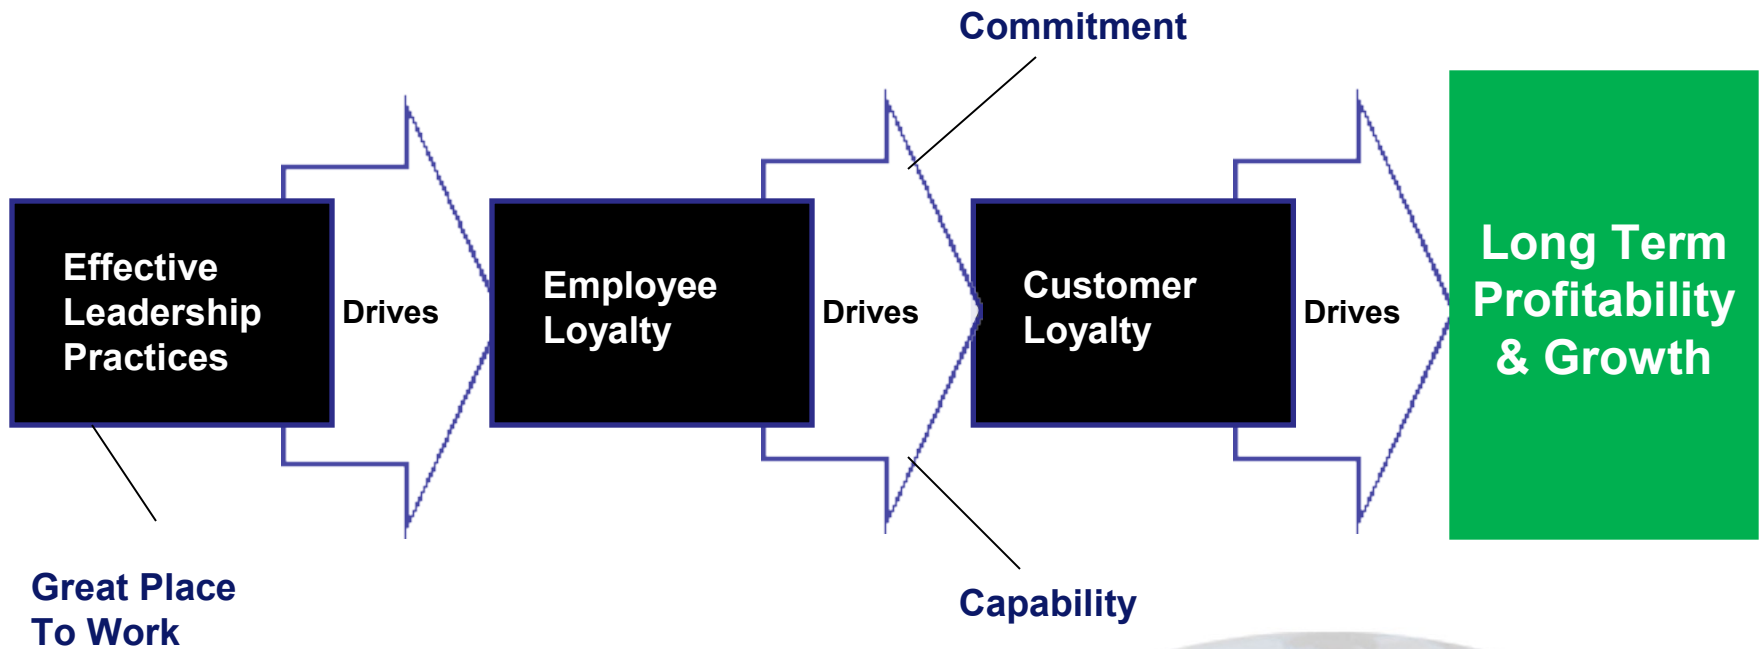 Commitment
Effective
Leadership
Practices
Drives
Employee
Loyalty
Drives
Customer
Loyalty
Drives
Long Term
Profitability
& Growth
Great Place
To Work
Capability